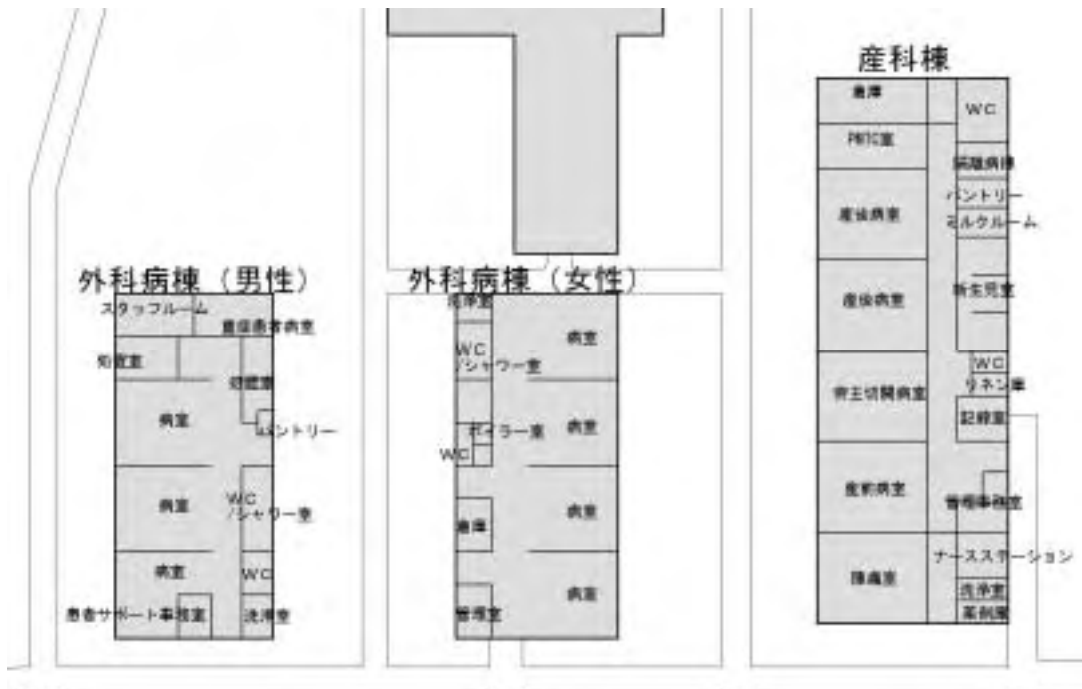 産科棟
倉庫
WC
PMTC室
隔離病棟
パントリー
ミルクルーム
産後病室
新生児室
産後病室
WC
リネン庫
帝王切開病室
記録室
産前病室
管理事務室
ナースステーション
陣痛室
洗浄室
薬剤庫
外科病棟（男性）
スタッフルーム
重症患者病室
処置室
処置室
病室
パントリー
病室
WC
/シャワー室
病室
WC
患者サポート事務室
洗滌室
外科病棟（女性）
洗浄室
病室
WC
/シャワー室
ボイラー室
病室
WC
病室
倉庫
病室
管理室